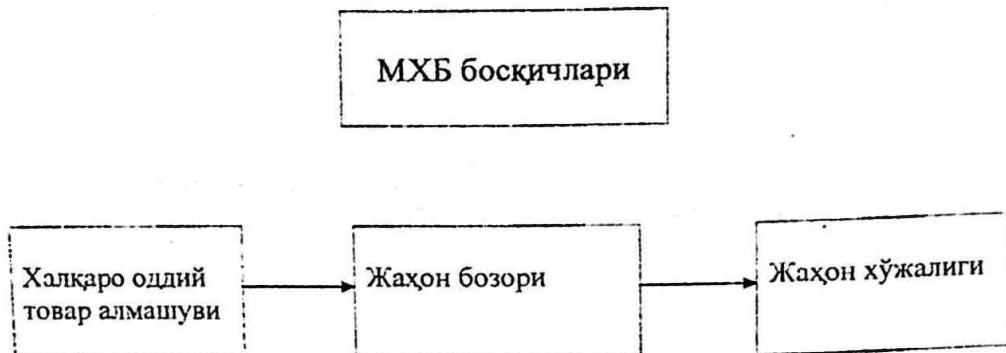 МХБ босқичлари
Халқаро оддий
товар алмашуви
Жаҳон бозори
Жаҳон хўжалиги